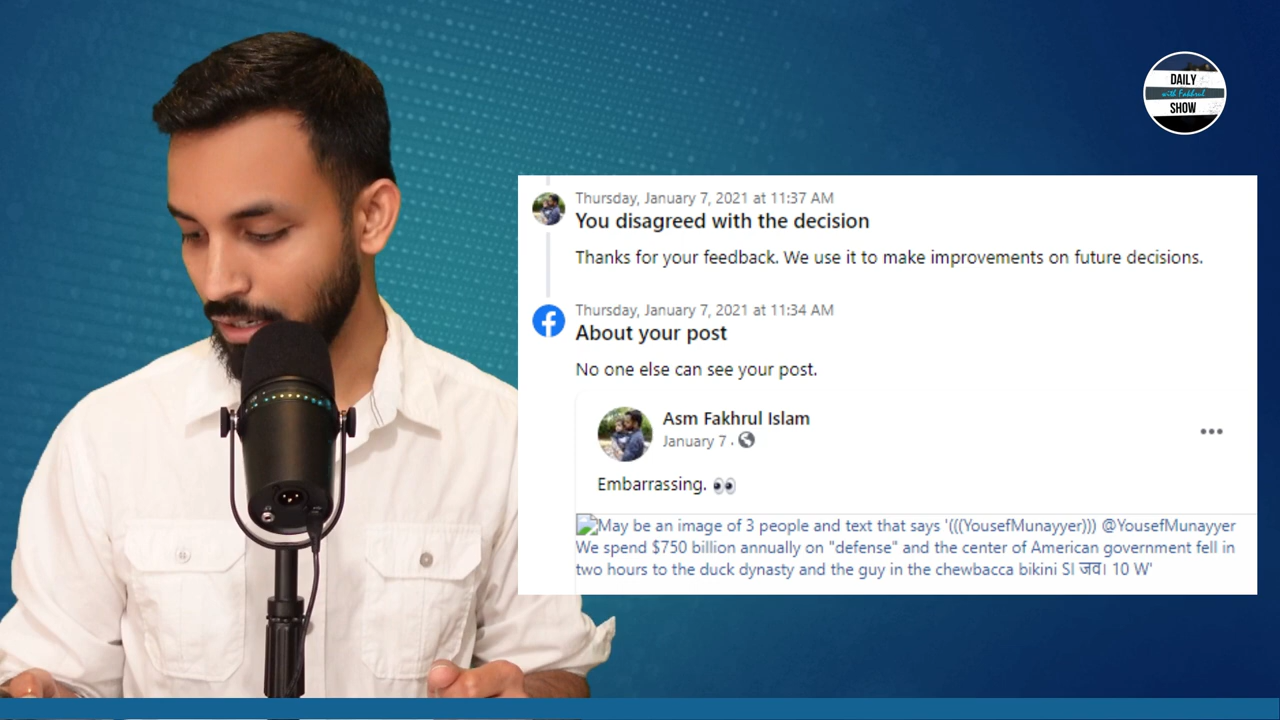 DAILY
with Fakhrul
SHOW
Thursday, January 7, 2021 at 11:37 AM
You disagreed with the decision
Thanks for your feedback. We use it to make improvements on future decisions.
Thursday, January 7, 2021 at 11:34 AM
About your post
No one else can see your post.
Asm Fakhrul Islam
January 7 ·
Embarrassing. 👀
May be an image of 3 people and text that says '(((YousefMunayyer))) @YousefMunayyer
We spend $750 billion annually on "defense" and the center of American government fell in
two hours to the duck dynasty and the guy in the chewbacca bikini SI जव। 10 W'